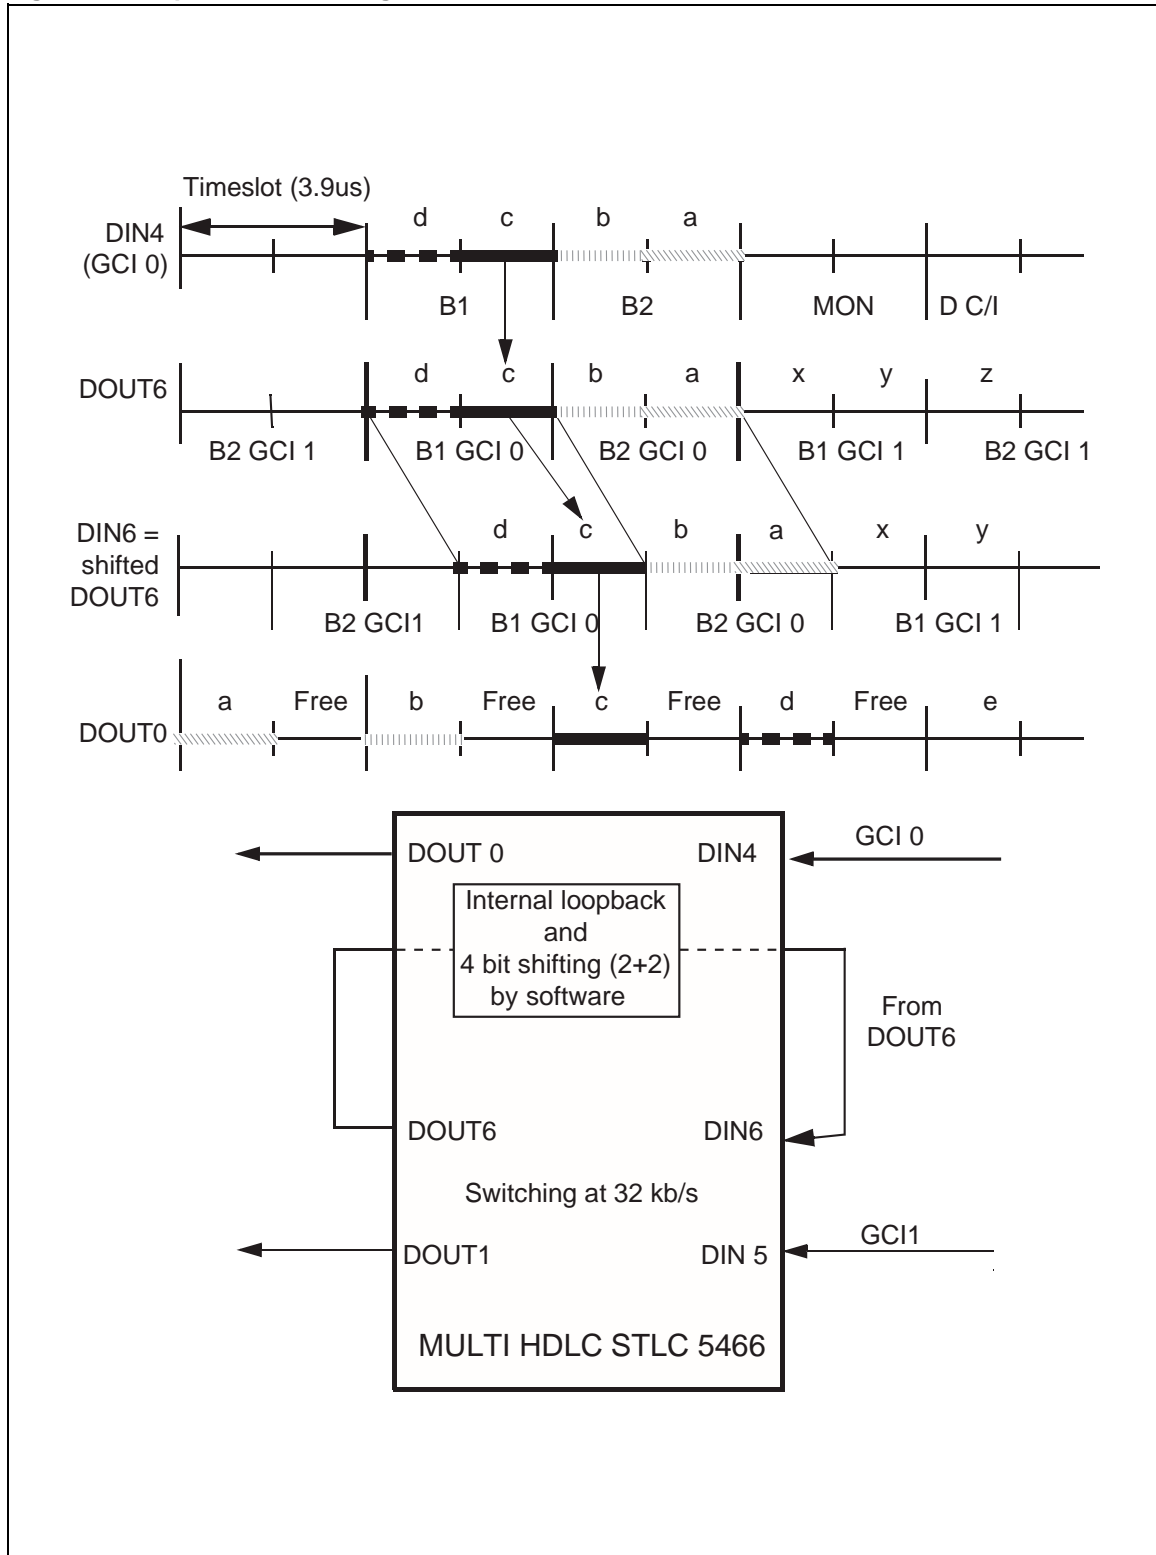 Timeslot (3.9us)
DIN4
(GCI 0)
d c b a
B1 B2 MON D C/I
DOUT6
d c b a x y z
B2 GCI 1 B1 GCI 0 B2 GCI 0 B1 GCI 1 B2 GCI 1
DIN6 =
shifted
DOUT6
d c b a x y
B2 GCI1 B1 GCI 0 B2 GCI 0 B1 GCI 1
DOUT0
a Free b Free c Free d Free e
DOUT 0 DIN4 GCI 0
Internal loopback
and
4 bit shifting (2+2)
by software
From
DOUT6
DOUT6 DIN6
Switching at 32 kb/s
DOUT1 DIN 5 GCI1
MULTI HDLC STLC 5466